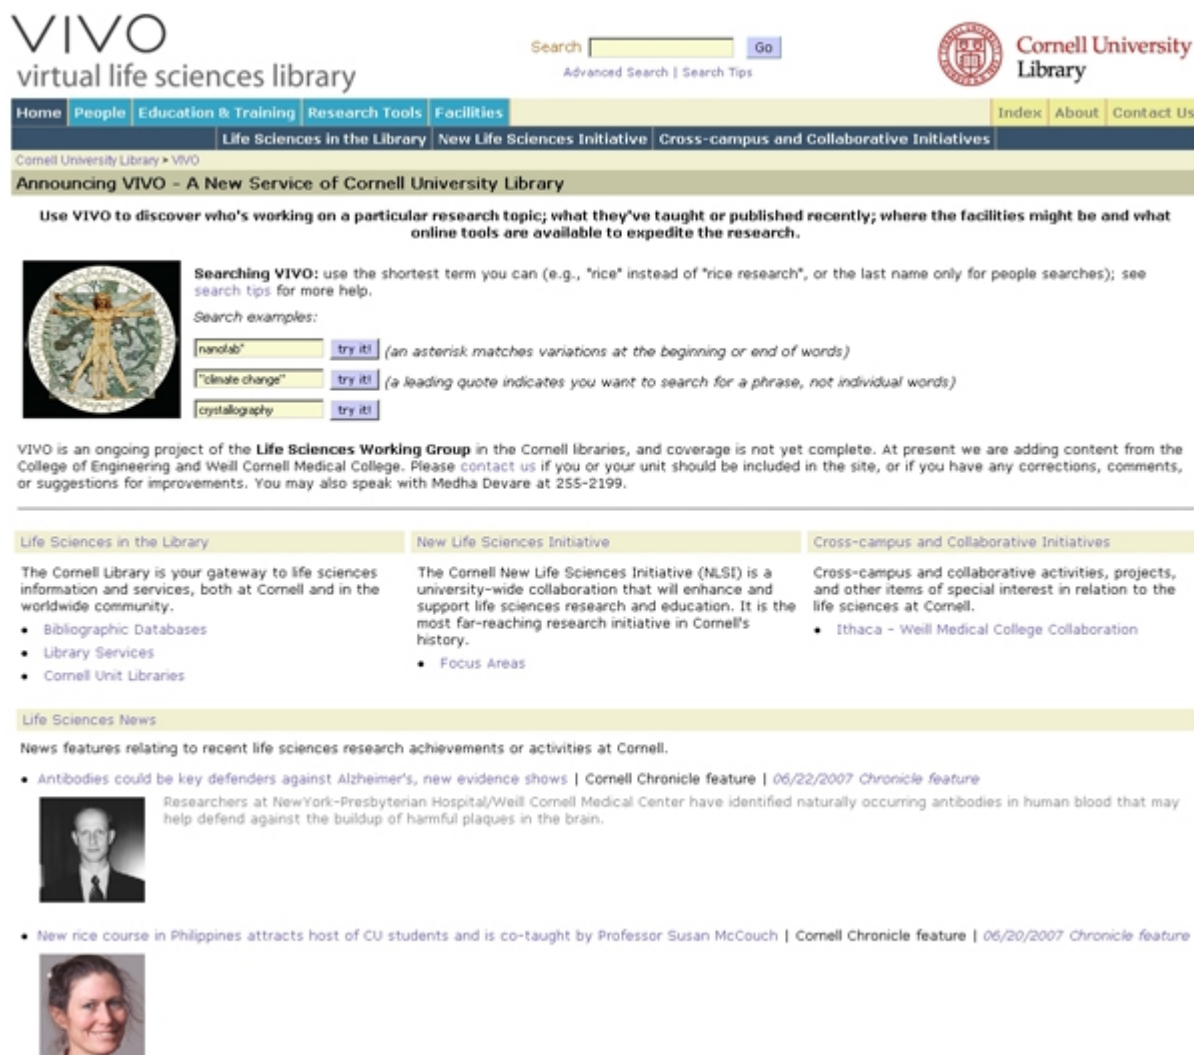 VIVO
virtual life sciences library
Search Go
Advanced Search | Search Tips
Cornell University
Library
Home People Education & Training Research Tools Facilities Index About Contact Us
Life Sciences in the Library New Life Sciences Initiative Cross-campus and Collaborative Initiatives
Cornell University Library ▸ VIVO
Announcing VIVO - A New Service of Cornell University Library
Use VIVO to discover who's working on a particular research topic; what they've taught or published recently; where the facilities might be and what
online tools are available to expedite the research.
Searching VIVO: use the shortest term you can (e.g., "rice" instead of "rice research", or the last name only for people searches); see
search tips for more help.
Search examples:
nanolab* try it! (an asterisk matches variations at the beginning or end of words)
"climate change" try it! (a leading quote indicates you want to search for a phrase, not individual words)
crystallography try it!
VIVO is an ongoing project of the Life Sciences Working Group in the Cornell libraries, and coverage is not yet complete. At present we are adding content from the
College of Engineering and Weill Cornell Medical College. Please contact us if you or your unit should be included in the site, or if you have any corrections, comments,
or suggestions for improvements. You may also speak with Medha Devare at 255-2199.
Life Sciences in the Library
The Cornell Library is your gateway to life sciences
information and services, both at Cornell and in the
worldwide community.
• Bibliographic Databases
• Library Services
• Cornell Unit Libraries
New Life Sciences Initiative
The Cornell New Life Sciences Initiative (NLSI) is a
university-wide collaboration that will enhance and
support life sciences research and education. It is the
most far-reaching research initiative in Cornell's
history.
• Focus Areas
Cross-campus and Collaborative Initiatives
Cross-campus and collaborative activities, projects,
and other items of special interest in relation to the
life sciences at Cornell.
• Ithaca - Weill Medical College Collaboration
Life Sciences News
News features relating to recent life sciences research achievements or activities at Cornell.
• Antibodies could be key defenders against Alzheimer's, new evidence shows | Cornell Chronicle feature | 06/22/2007 Chronicle feature
Researchers at NewYork-Presbyterian Hospital/Weill Cornell Medical Center have identified naturally occurring antibodies in human blood that may
help defend against the buildup of harmful plaques in the brain.
• New rice course in Philippines attracts host of CU students and is co-taught by Professor Susan McCouch | Cornell Chronicle feature | 06/20/2007 Chronicle feature